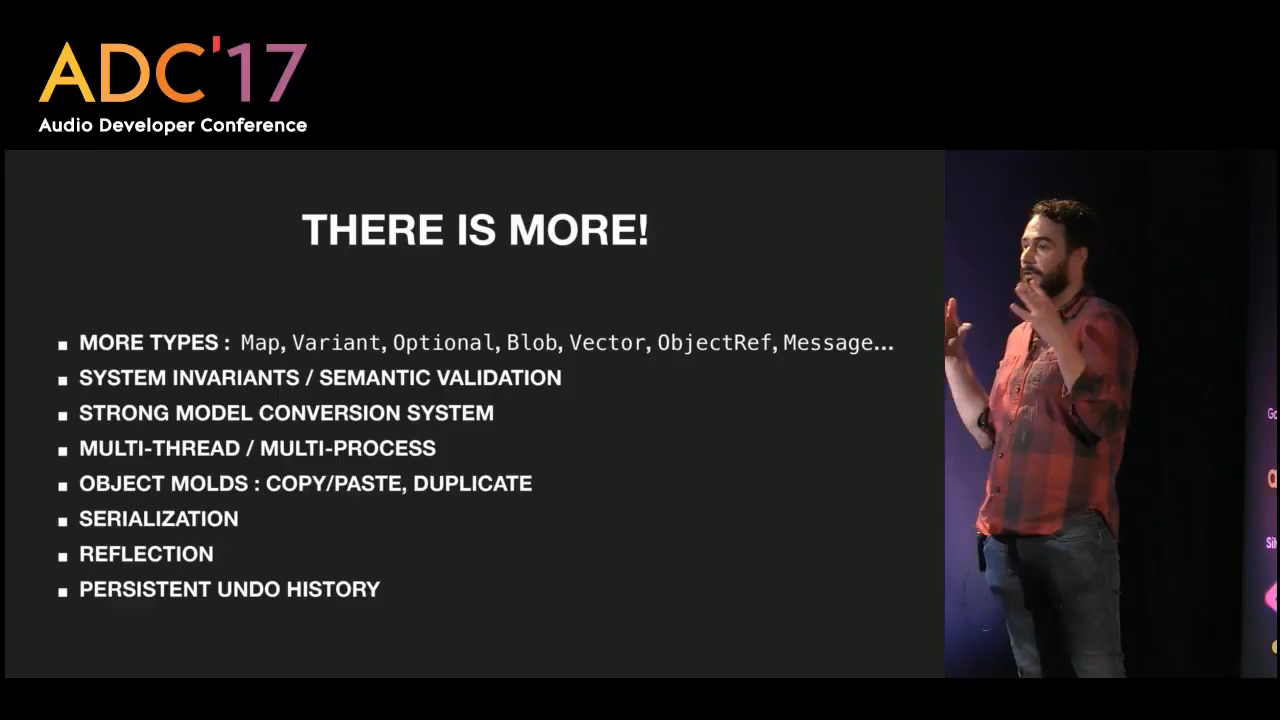 ADC'17
Audio Developer Conference
THERE IS MORE!
▪ MORE TYPES : Map, Variant, Optional, Blob, Vector, ObjectRef, Message...
▪ SYSTEM INVARIANTS / SEMANTIC VALIDATION
▪ STRONG MODEL CONVERSION SYSTEM
▪ MULTI-THREAD / MULTI-PROCESS
▪ OBJECT MOLDS : COPY/PASTE, DUPLICATE
▪ SERIALIZATION
▪ REFLECTION
▪ PERSISTENT UNDO HISTORY